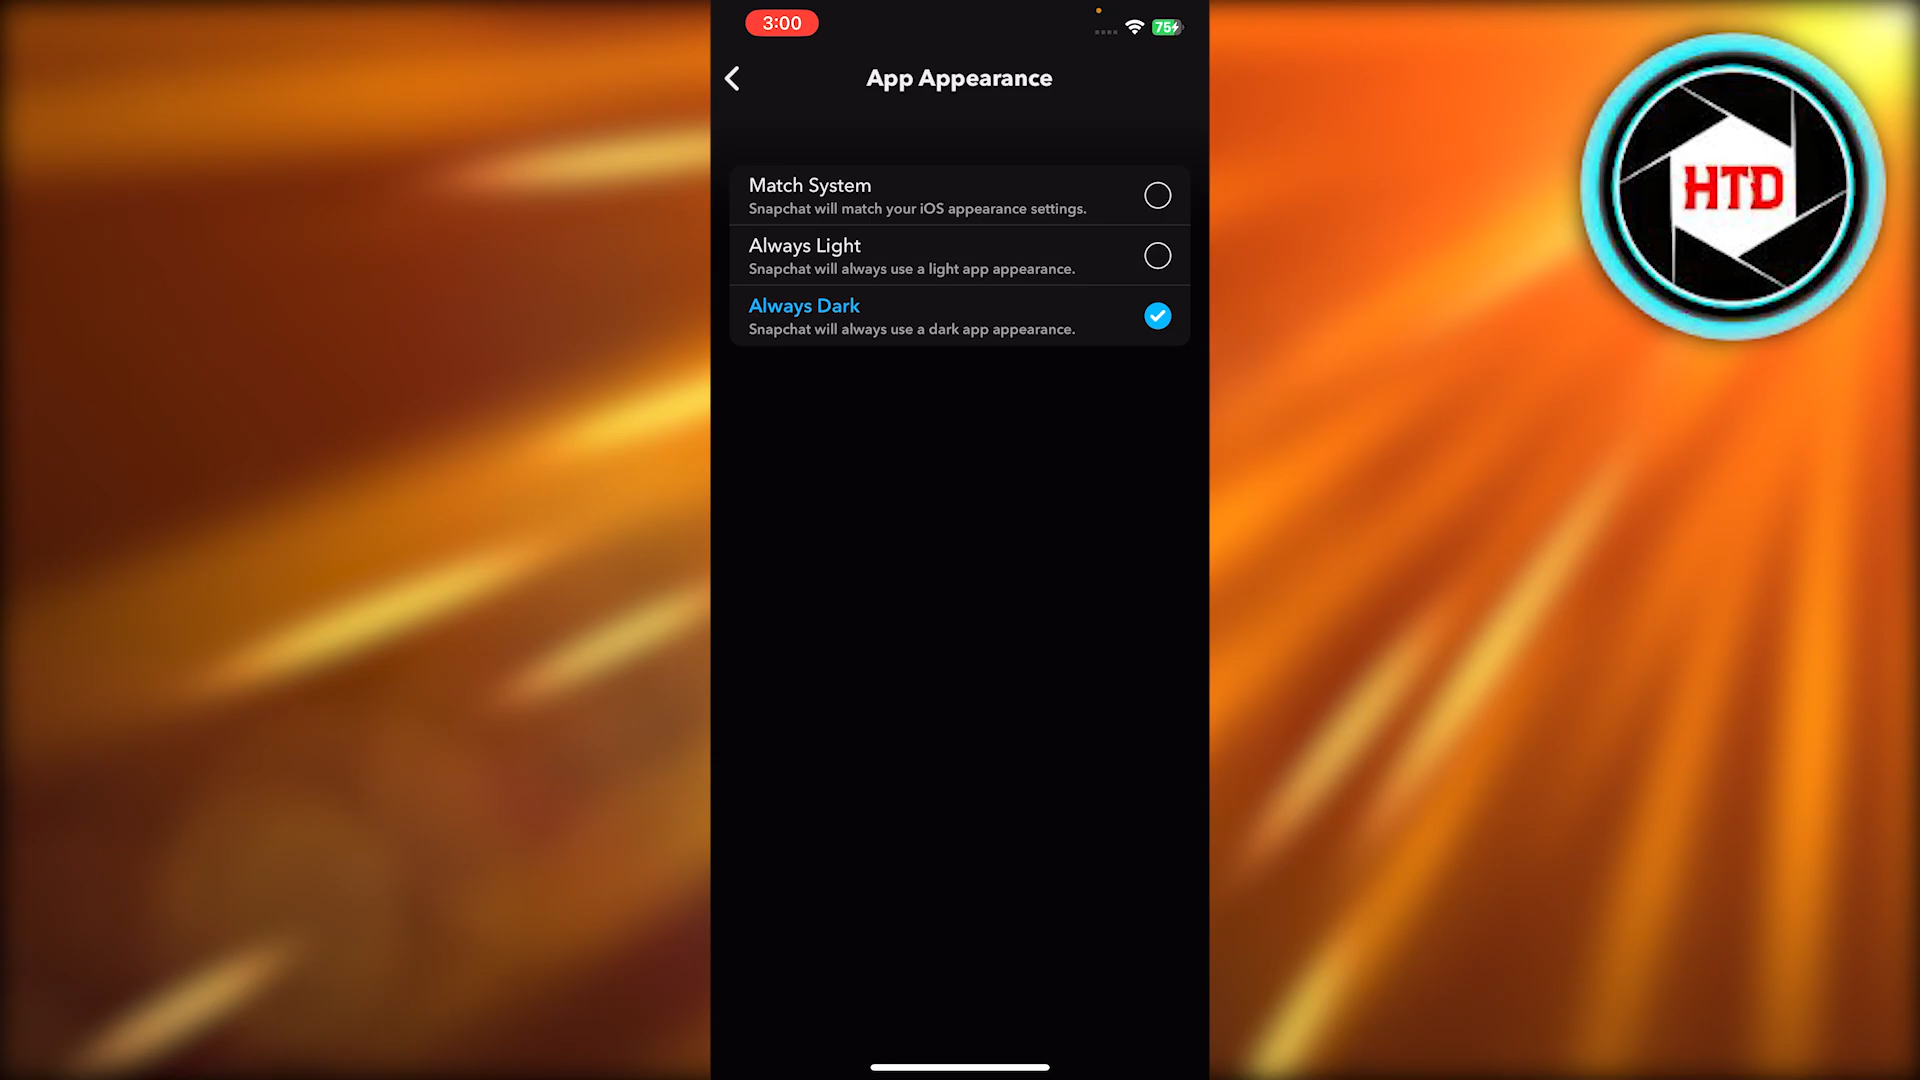 3:00
75
App Appearance
Match System
Snapchat will match your iOS appearance settings.
Always Light
Snapchat will always use a light app appearance.
Always Dark
Snapchat will always use a dark app appearance.
HTD